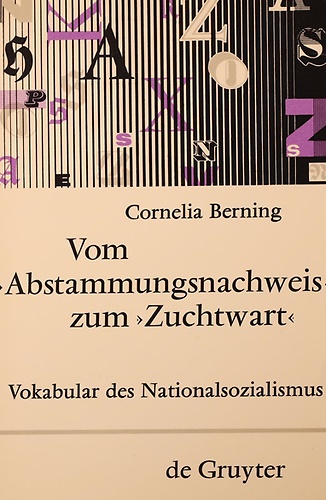 Cornelia Berning
Vom
›Abstammungsnachweis‹
zum ›Zuchtwart‹
Vokabular des Nationalsozialismus
de Gruyter